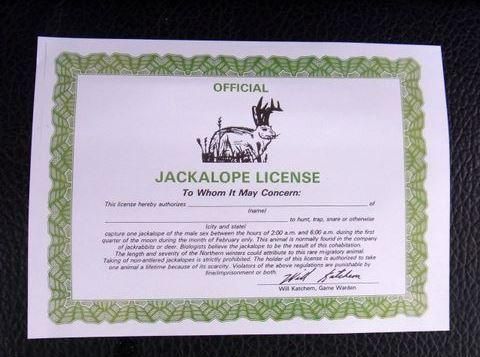 OFFICIAL
JACKALOPE LICENSE
To Whom It May Concern:
This license hereby authorizes of
(name)
to hunt, trap, snare or otherwise
(city and state)
capture one jackalope of the male sex between the hours of 2:00 a.m. and 6:00 a.m. during the first
quarter of the moon during the month of February only. This animal is normally found in the company
of jackrabbits or deer. Biologists believe the jackalope to be the result of this cohabitation.
The length and severity of the Northern winters could attribute to this rare migratory animal.
Taking of non-antlered jackalopes is strictly prohibited. The holder of this license is authorized to take
one animal a lifetime because of its scarcity. Violators of the above regulations are punishable by
fine/imprisonment or both.
Will Katchem
Will Katchem, Game Warden